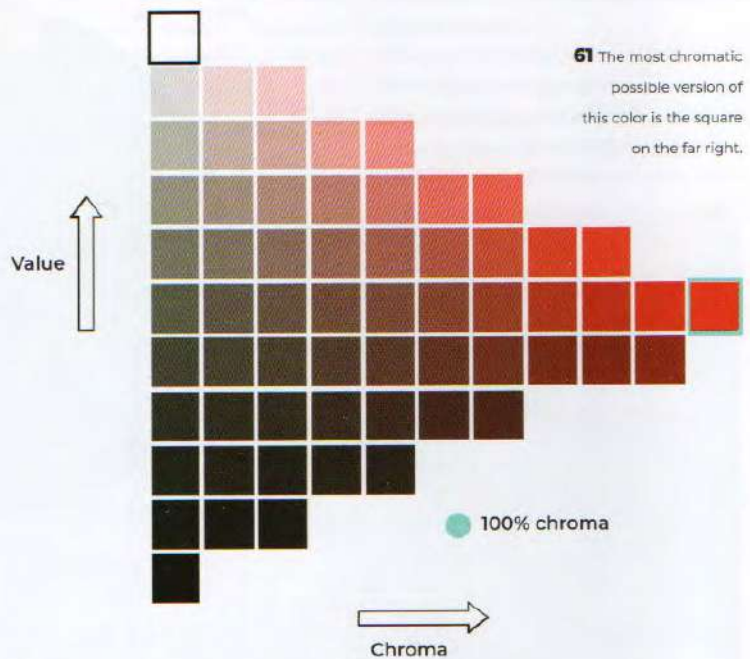 61 The most chromatic
possible version of
this color is the square
on the far right.
Value
100% chroma
Chroma